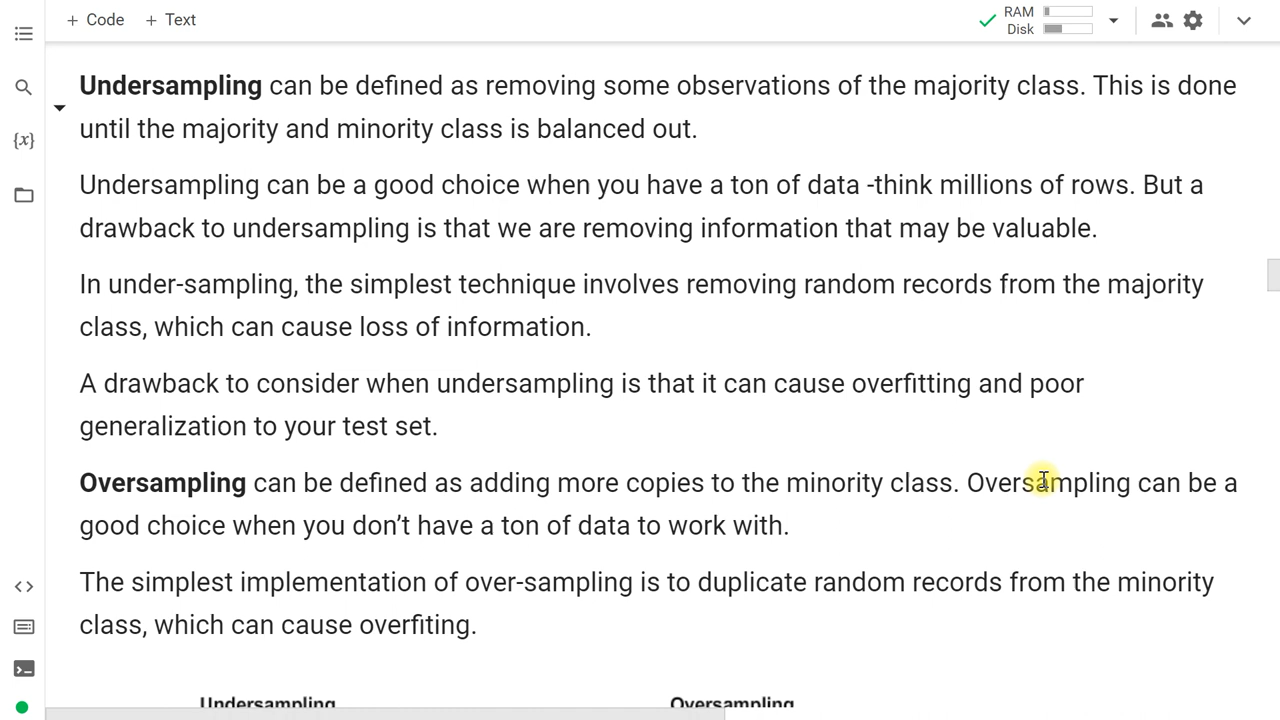 + Code + Text
RAM
Disk
{x}
Undersampling can be defined as removing some observations of the majority class. This is done
until the majority and minority class is balanced out.
Undersampling can be a good choice when you have a ton of data -think millions of rows. But a
drawback to undersampling is that we are removing information that may be valuable.
In under-sampling, the simplest technique involves removing random records from the majority
class, which can cause loss of information.
A drawback to consider when undersampling is that it can cause overfitting and poor
generalization to your test set.
Oversampling can be defined as adding more copies to the minority class. Oversampling can be a
good choice when you don’t have a ton of data to work with.
The simplest implementation of over-sampling is to duplicate random records from the minority
class, which can cause overfiting.
Undersampling Oversampling